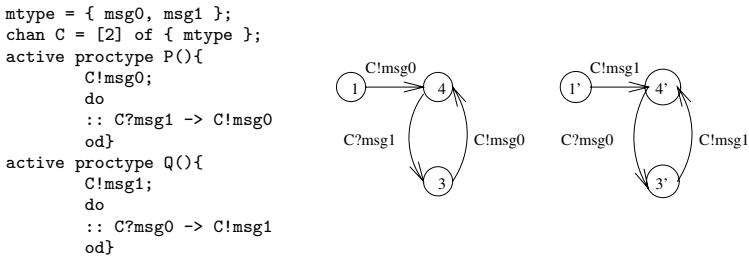 mtype = { msg0, msg1 };
chan C = [2] of { mtype };
active proctype P(){
C!msg0;
do
:: C?msg1 -> C!msg0
od}
active proctype Q(){
C!msg1;
do
:: C?msg0 -> C!msg1
od}
C!msg0
1
4
C?msg1
C!msg0
3
C!msg1
1'
4'
C?msg0
C!msg1
3'